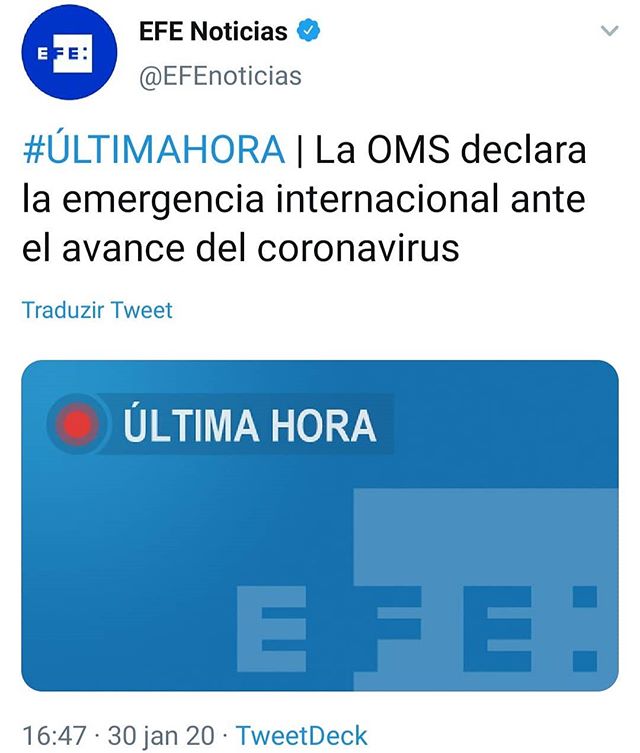 EFE:
EFE Noticias
@EFEnoticias
#ÚLTIMAHORA | La OMS declara
la emergencia internacional ante
el avance del coronavirus
Traduzir Tweet
ÚLTIMA HORA
EFE:
16:47 · 30 jan 20 · TweetDeck